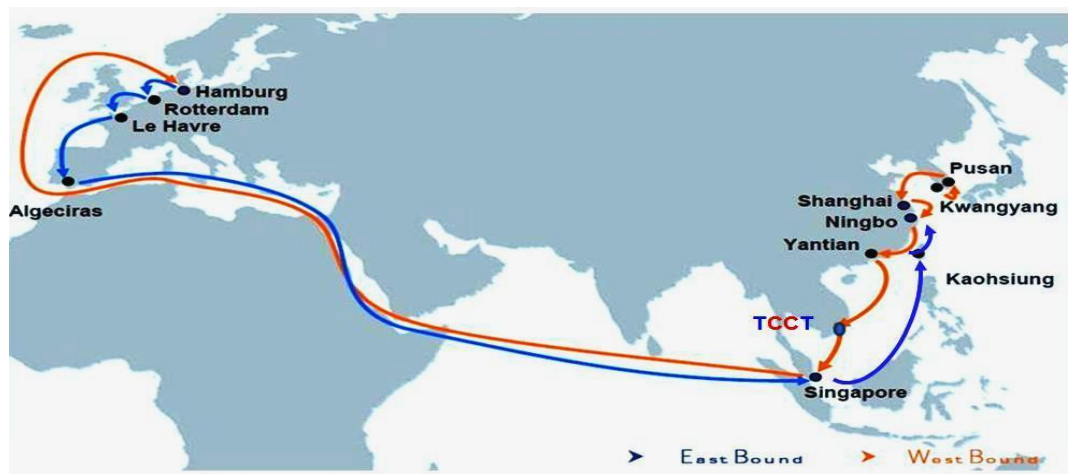 Hamburg
Rotterdam
Le Havre
Algeciras
Pusan
Shanghai
Kwangyang
Ningbo
Yantian
Kaohsiung
TCCT
Singapore
East Bound
West Bound